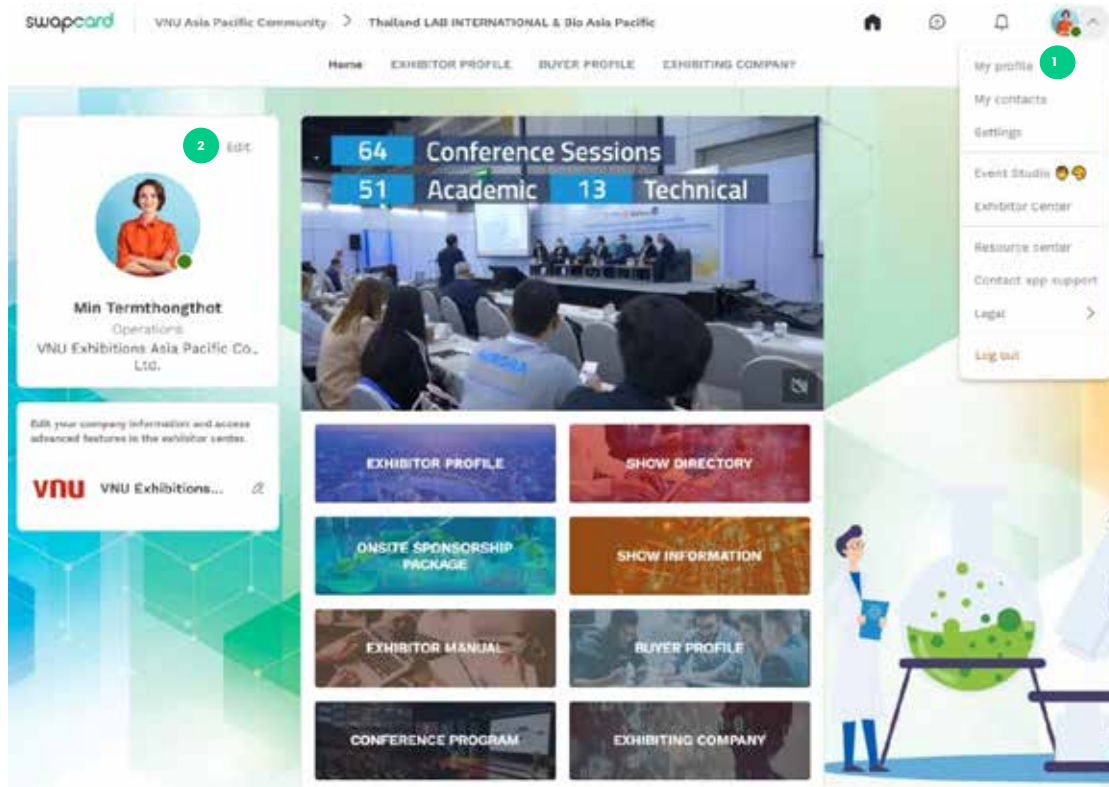 swapcard
VNU Asia Pacific Community > Thailand LAB INTERNATIONAL & Bio Asia Pacific
Home EXHIBITOR PROFILE BUYER PROFILE EXHIBITING COMPANY
My profile 1
My contacts
Settings
Event Studio
Exhibitor Center
Resource center
Contact app support
Legal >
Log out
2 Edit
Min Termthongthot
Operations
VNU Exhibitions Asia Pacific Co.,
Ltd.
Edit your company information and access
advanced features in the exhibitor center.
VNU VNU Exhibitions...
64 Conference Sessions
51 Academic 13 Technical
EXHIBITOR PROFILE
SHOW DIRECTORY
ONSITE SPONSORSHIP
PACKAGE
SHOW INFORMATION
EXHIBITOR MANUAL
BUYER PROFILE
CONFERENCE PROGRAM
EXHIBITING COMPANY